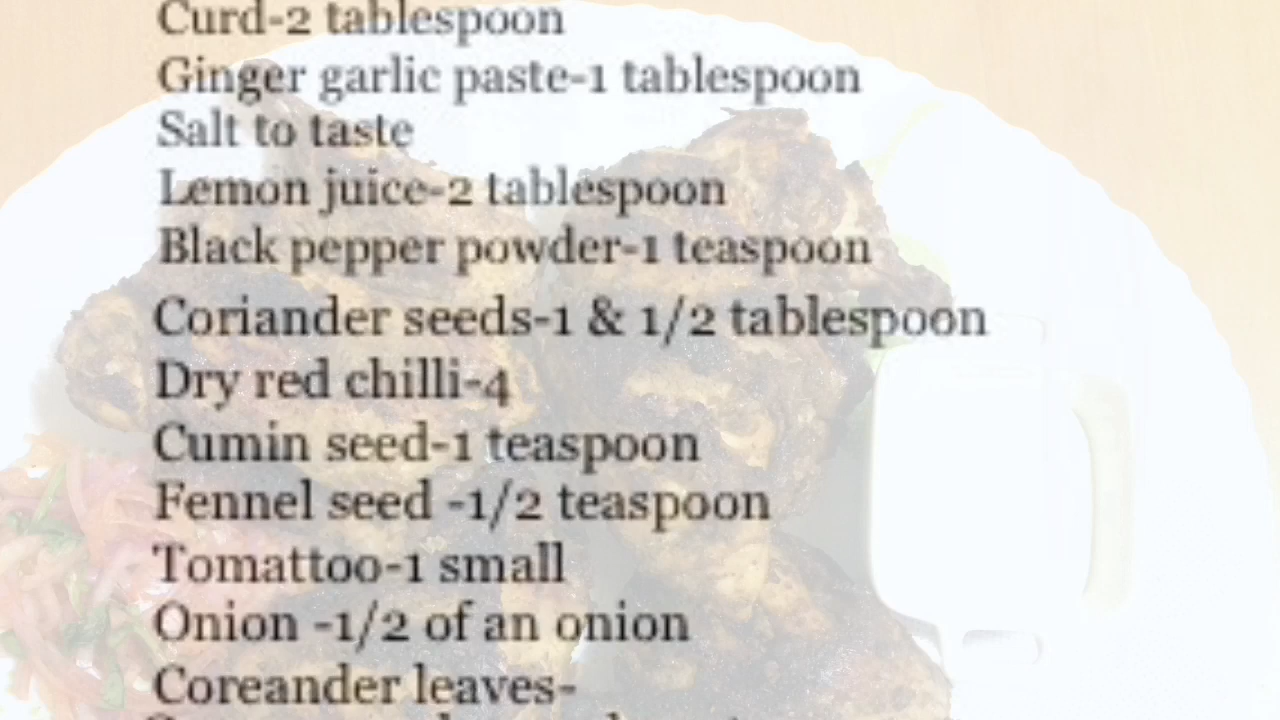 Curd-2 tablespoon
Ginger garlic paste-1 tablespoon
Salt to taste
Lemon juice-2 tablespoon
Black pepper powder-1 teaspoon
Coriander seeds-1 & 1/2 tablespoon
Dry red chilli-4
Cumin seed-1 teaspoon
Fennel seed -1/2 teaspoon
Tomattoo-1 small
Onion -1/2 of an onion
Coreander leaves-